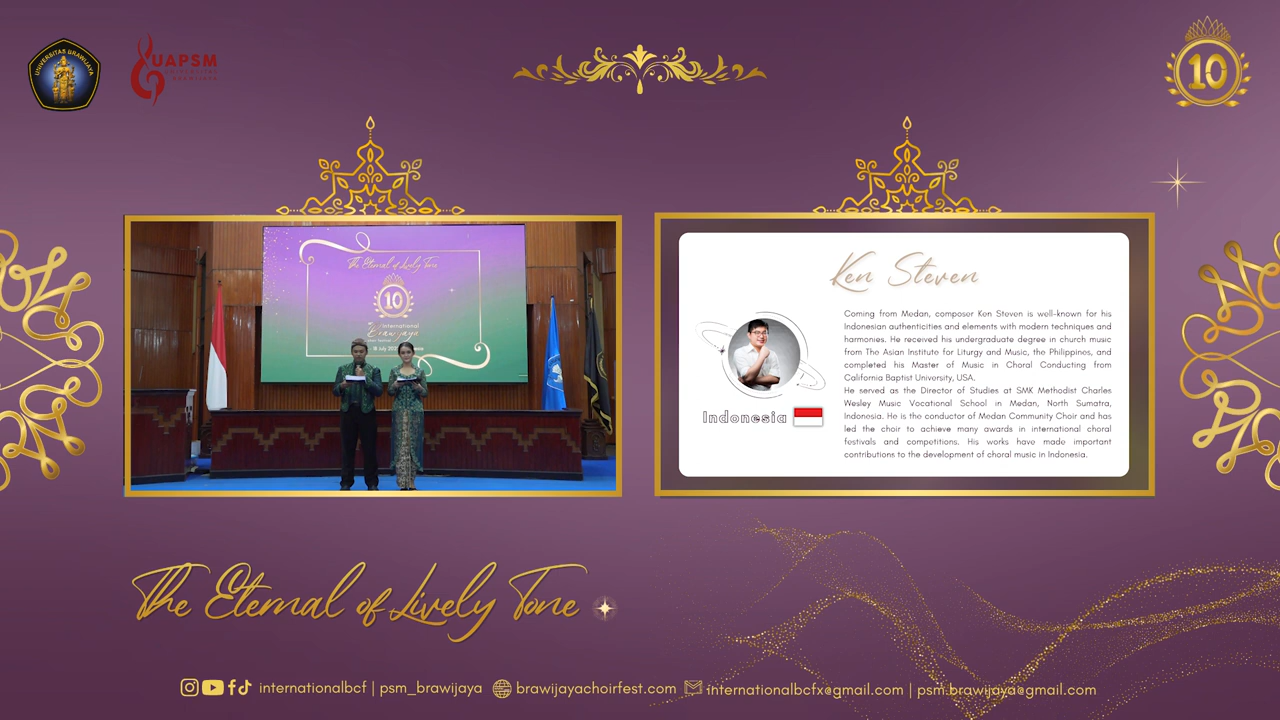 UNIVERSITAS BRAWIJAYA
UAPSM
UNIVERSITAS
BRAWIJAYA
10
The Eternal of Lively Tone
10
International
Brawijaya
Ken Steven
Coming from Medan, composer Ken Steven is well-known for his
Indonesian authenticities and elements with modern techniques and
harmonies. He received his undergraduate degree in church music
from The Asian Institute for Liturgy and Music, the Philippines, and
completed his Master of Music in Choral Conducting from
California Baptist University, USA.
He served as the Director of Studies at SMK Methodist Charles
Wesley Music Vocational School in Medan, North Sumatra,
Indonesia. He is the conductor of Medan Community Choir and has
led the choir to achieve many awards in international choral
festivals and competitions. His works have made important
contributions to the development of choral music in Indonesia.
Indonesia
The Eternal of Lively Tone
internationalbcf | psm_brawijaya
brawijayachoirfest.com
internationalbcfx@gmail.com | psm.brawijaya@gmail.com